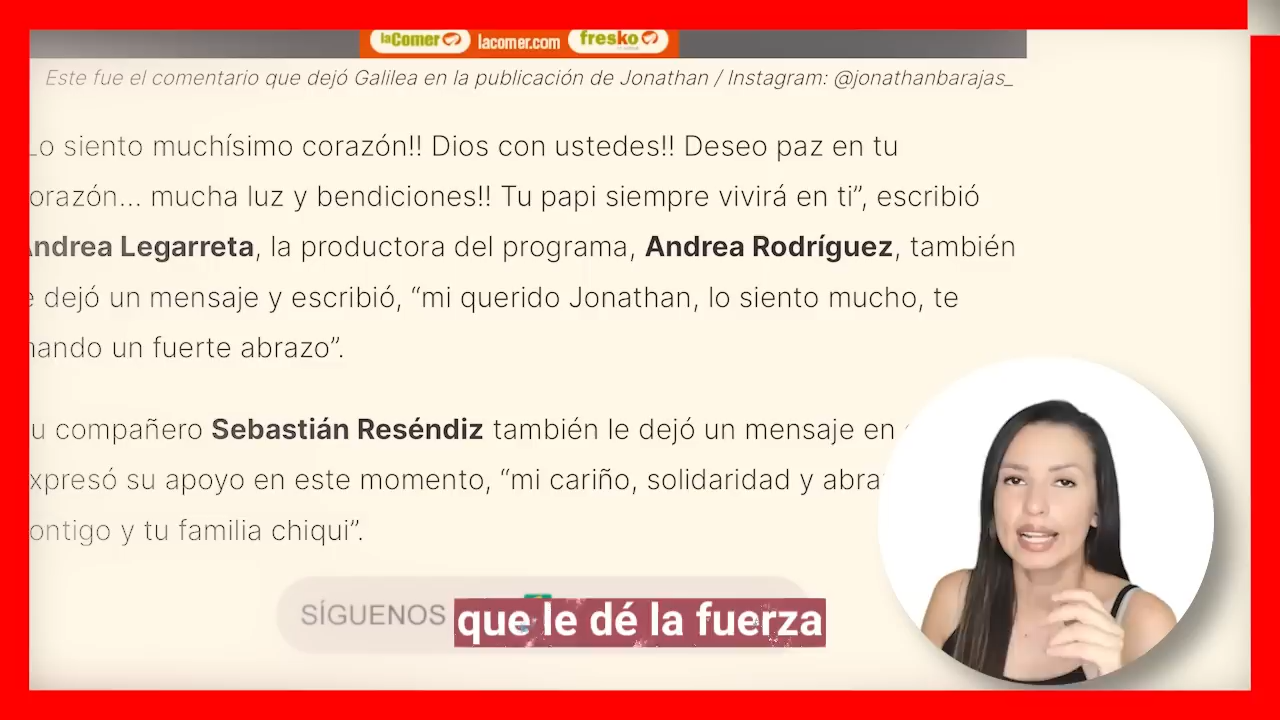 laComer lacomer.com fresko
Este fue el comentario que dejó Galilea en la publicación de Jonathan / Instagram: @jonathanbarajas_
Lo siento muchísimo corazón!! Dios con ustedes!! Deseo paz en tu
orazón... mucha luz y bendiciones!! Tu papi siempre vivirá en ti”, escribió
Andrea Legarreta, la productora del programa, Andrea Rodríguez, también
e dejó un mensaje y escribió, “mi querido Jonathan, lo siento mucho, te
mando un fuerte abrazo”.
u compañero Sebastián Reséndiz también le dejó un mensaje en
xpresó su apoyo en este momento, “mi cariño, solidaridad y abra
ontigo y tu familia chiqui”.
SÍGUENOS
que le dé la fuerza